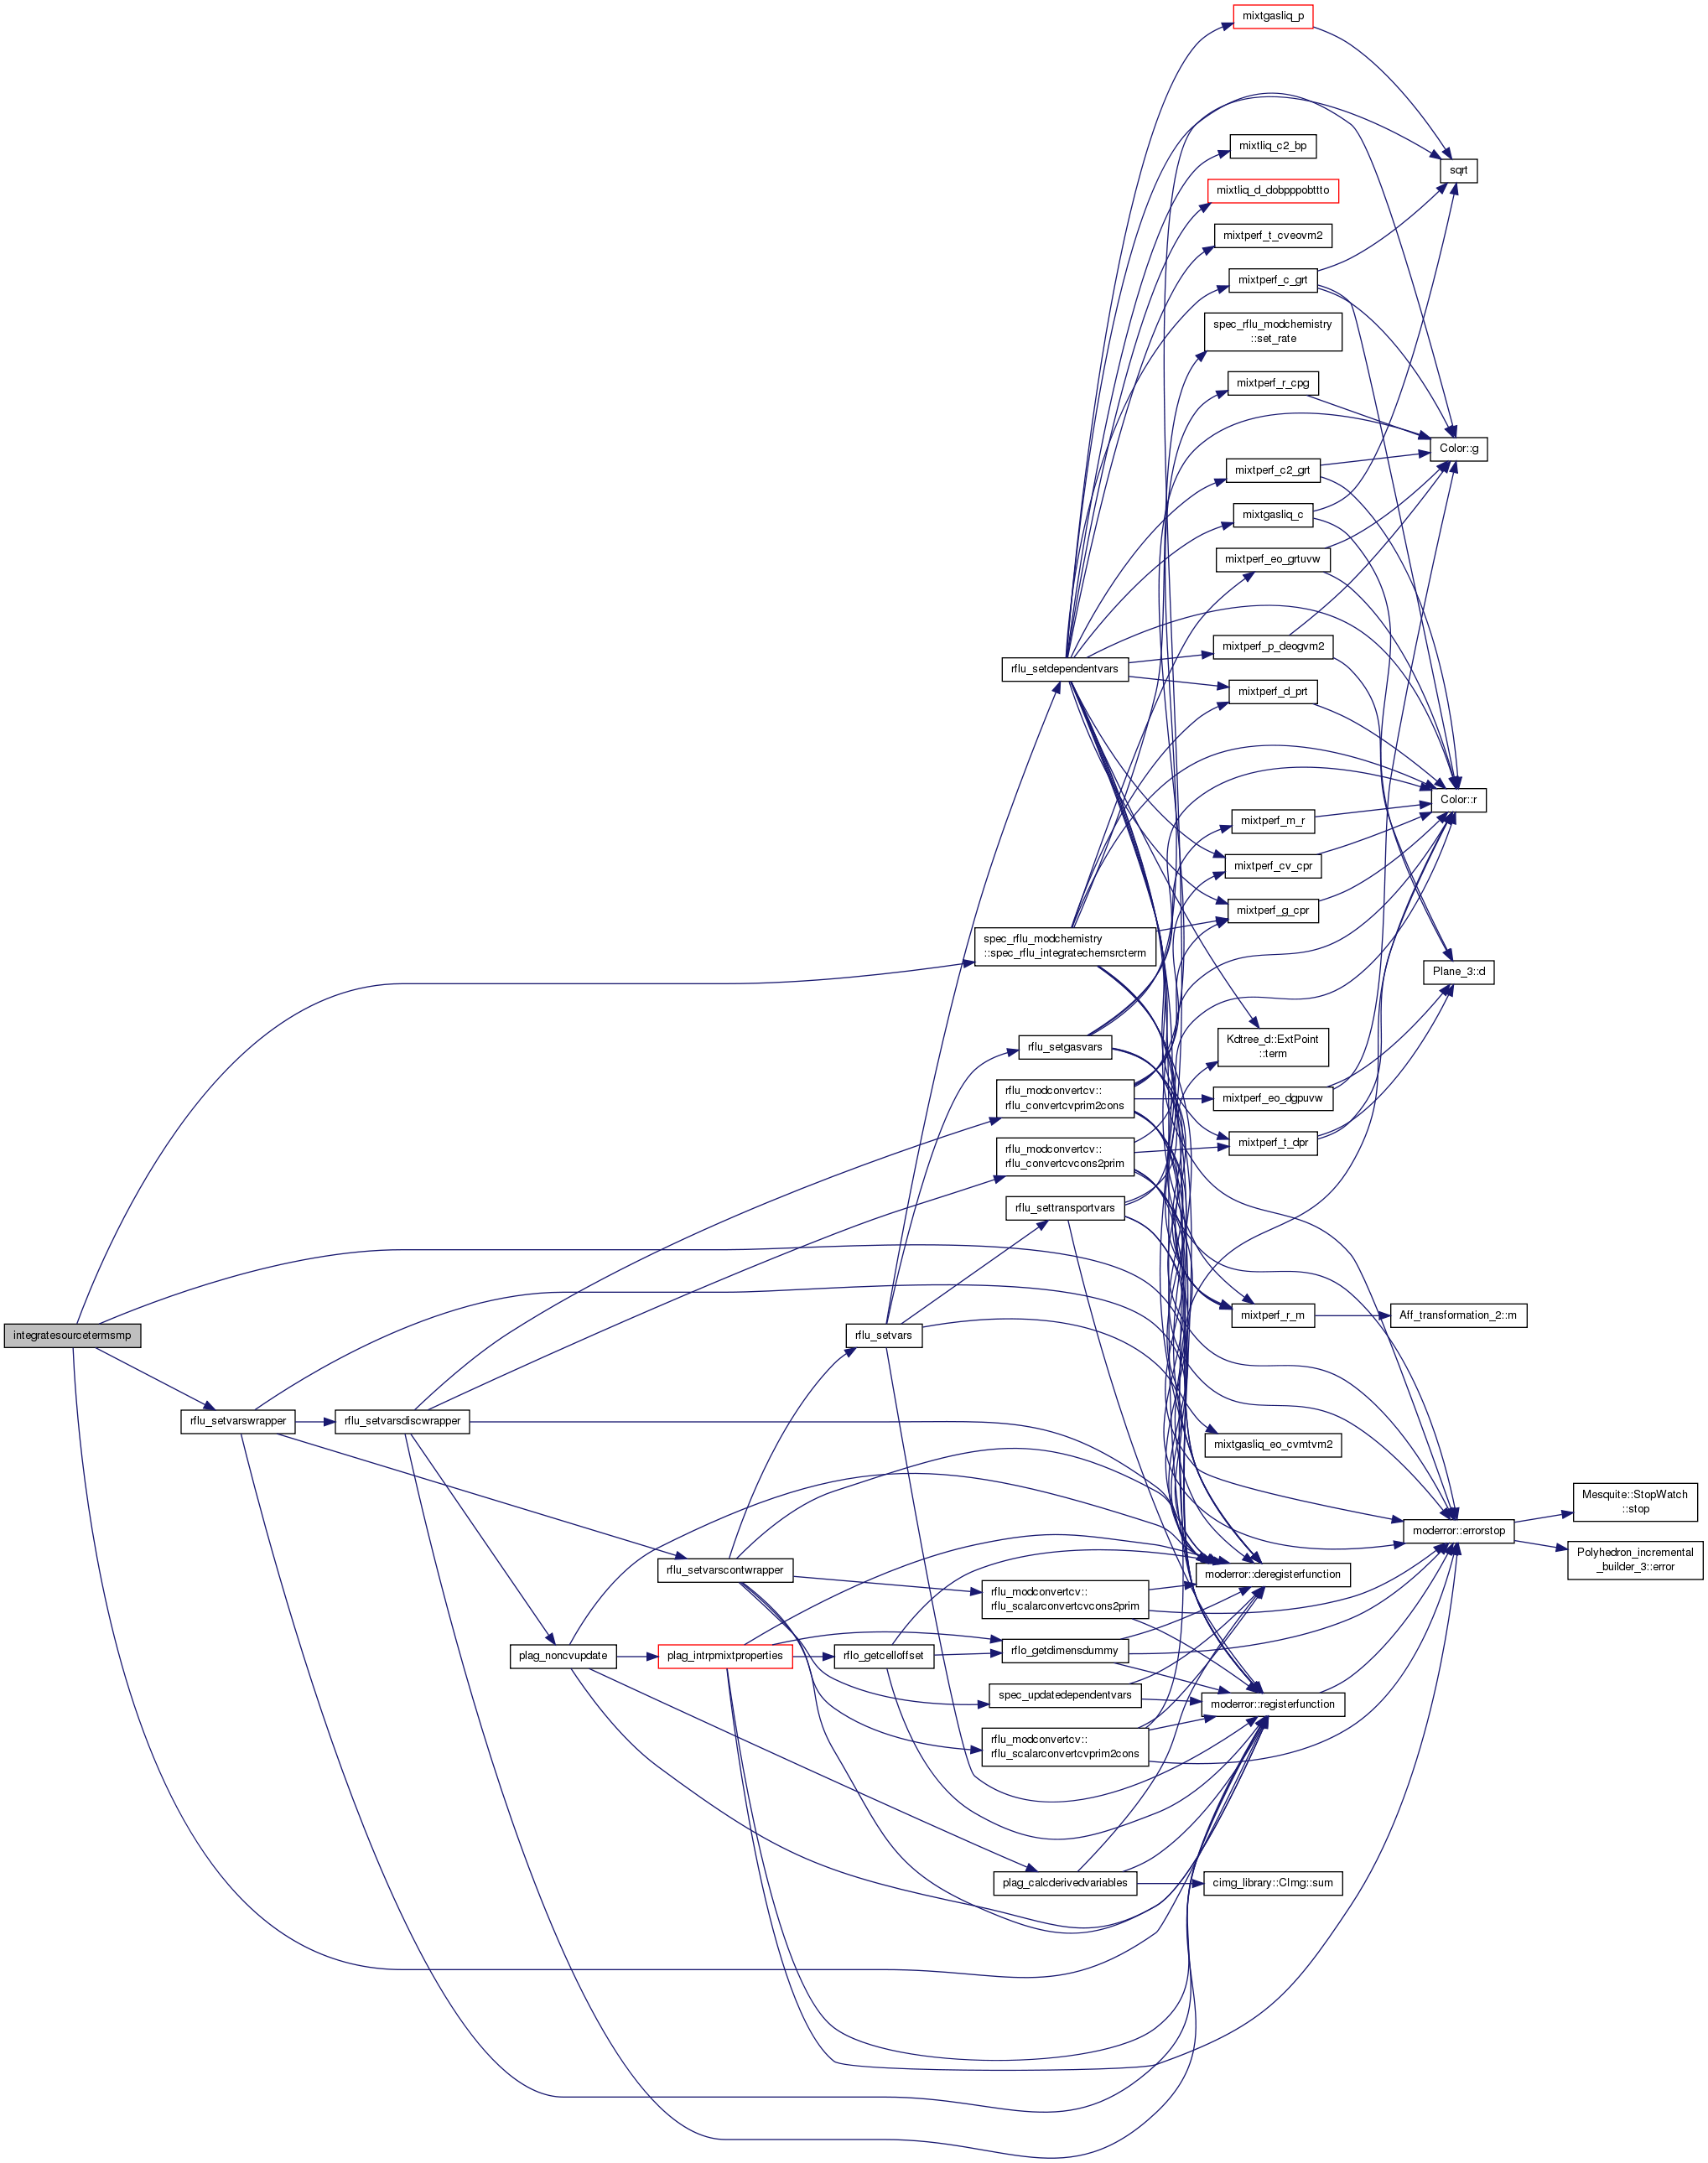 mixtgasliq_p
mixtliq_c2_bp
sqrt
mixtliq_d_dobpppobttto
mixtperf_t_cveovm2
mixtperf_c_grt
spec_rflu_modchemistry
::set_rate
mixtperf_r_cpg
Color::g
mixtperf_c2_grt
mixtgasliq_c
mixtperf_eo_grtuvw
mixtperf_p_deogvm2
rflu_setdependentvars
mixtperf_d_prt
Color::r
mixtperf_m_r
mixtperf_cv_cpr
mixtperf_g_cpr
spec_rflu_modchemistry
::spec_rflu_integratechemsrcterm
Plane_3::d
rflu_setgasvars
Kdtree_d::ExtPoint
::term
rflu_modconvertcv::
rflu_convertcvprim2cons
mixtperf_eo_dgpuvw
mixtperf_t_dpr
rflu_modconvertcv::
rflu_convertcvcons2prim
rflu_settransportvars
mixtperf_r_m
Aff_transformation_2::m
integratesourcetermsmp
rflu_setvars
rflu_setvarswrapper
rflu_setvarsdiscwrapper
mixtgasliq_eo_cvmtvm2
Mesquite::StopWatch
::stop
moderror::errorstop
Polyhedron_incremental
_builder_3::error
rflu_setvarscontwrapper
moderror::deregisterfunction
rflu_modconvertcv::
rflu_scalarconvertcvcons2prim
plag_noncvupdate
plag_intrpmixtproperties
rflo_getcelloffset
rflo_getdimensdummy
spec_updatedependentvars
moderror::registerfunction
rflu_modconvertcv::
rflu_scalarconvertcvprim2cons
plag_calcderivedvariables
cimg_library::CImg::sum